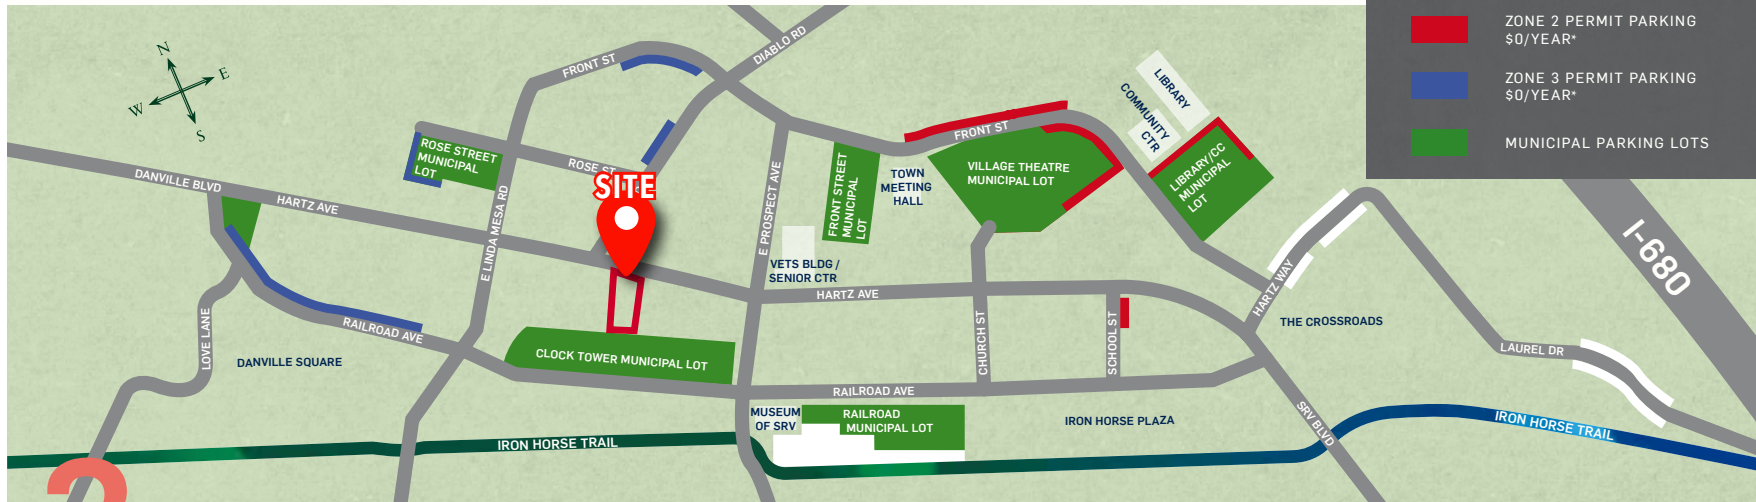 ZONE 2 PERMIT PARKING
$0/YEAR*
ZONE 3 PERMIT PARKING
$0/YEAR*
MUNICIPAL PARKING LOTS
N
E
W
S
FRONT ST
DIABLO RD
LIBRARY
COMMUNITY
CTR
FRONT ST
ROSE STREET
MUNICIPAL
LOT
ROSE ST
SITE
DANVILLE BLVD
HARTZ AVE
E LINDA MESA RD
E PROSPECT AVE
FRONT STREET
MUNICIPAL
LOT
TOWN
MEETING
HALL
VILLAGE THEATRE
MUNICIPAL LOT
LIBRARY/CC
MUNICIPAL
LOT
I-680
VETS BLDG /
SENIOR CTR
HARTZ AVE
HARTZ WAY
THE CROSSROADS
LOVE LANE
RAILROAD AVE
DANVILLE SQUARE
CLOCK TOWER MUNICIPAL LOT
CHURCH ST
SCHOOL ST
LAUREL DR
RAILROAD AVE
MUSEUM
OF SRV
RAILROAD
MUNICIPAL LOT
IRON HORSE PLAZA
SRV BLVD
IRON HORSE TRAIL
IRON HORSE TRAIL